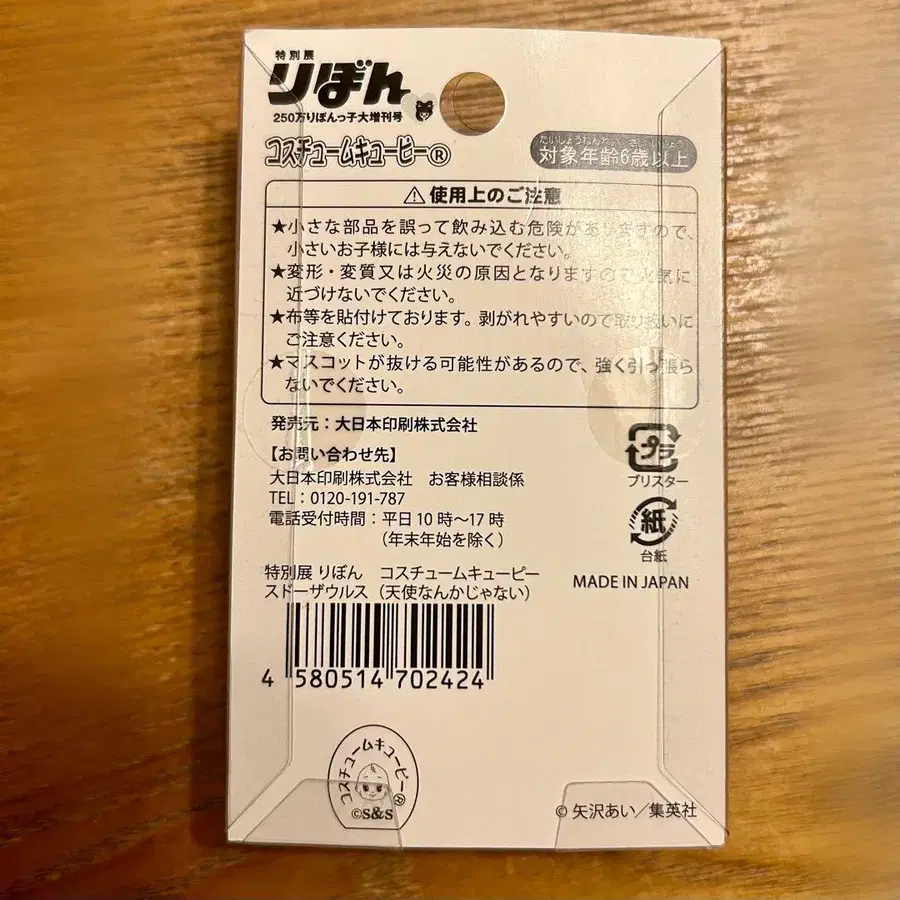 特別展
りぼん
250万りぼんっ子大増刊号
コスチュームキューピー®
対象年齢6歳以上
⚠使用上のご注意
★小さな部品を誤って飲み込む危険がありますので、
小さいお子様には与えないでください。
★変形・変質又は火災の原因となりますので火気に
近づけないでください。
★布等を貼付けております。剥がれやすいので取り扱いに
ご注意ください。
★マスコットが抜ける可能性があるので、強く引っ張ら
ないでください。
発売元：大日本印刷株式会社
【お問い合わせ先】
大日本印刷株式会社 お客様相談係
TEL：0120-191-787
電話受付時間：平日10時～17時
（年末年始を除く）
プラ
ブリスター
紙
台紙
MADE IN JAPAN
特別展 りぼん コスチュームキューピー
スドーザウルス（天使なんかじゃない）
4 580514 702424
コスチュームキューピー®
©S&S
© 矢沢あい／集英社